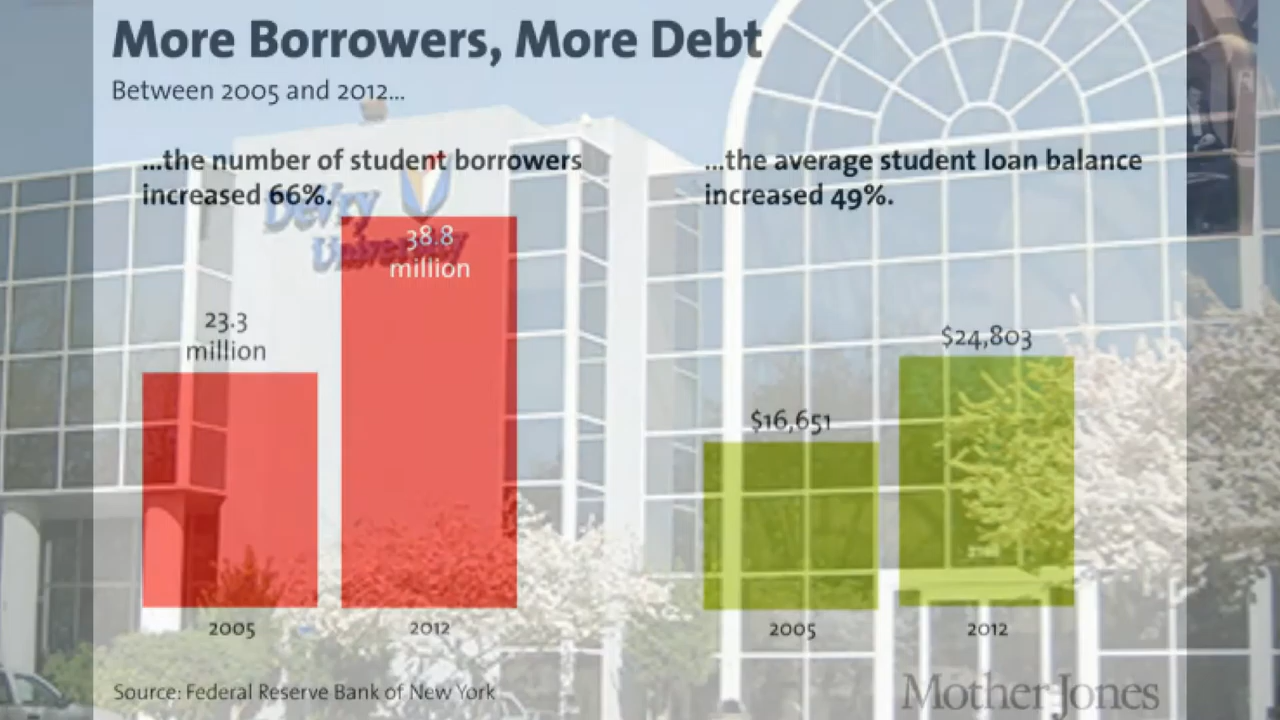 More Borrowers, More Debt
Between 2005 and 2012...
...the number of student borrowers
increased 66%.
...the average student loan balance
increased 49%.
DeVry
University
38.8
million
23.3
million
$24,803
$16,651
2005
2012
2005
2012
Source: Federal Reserve Bank of New York
Mother Jones